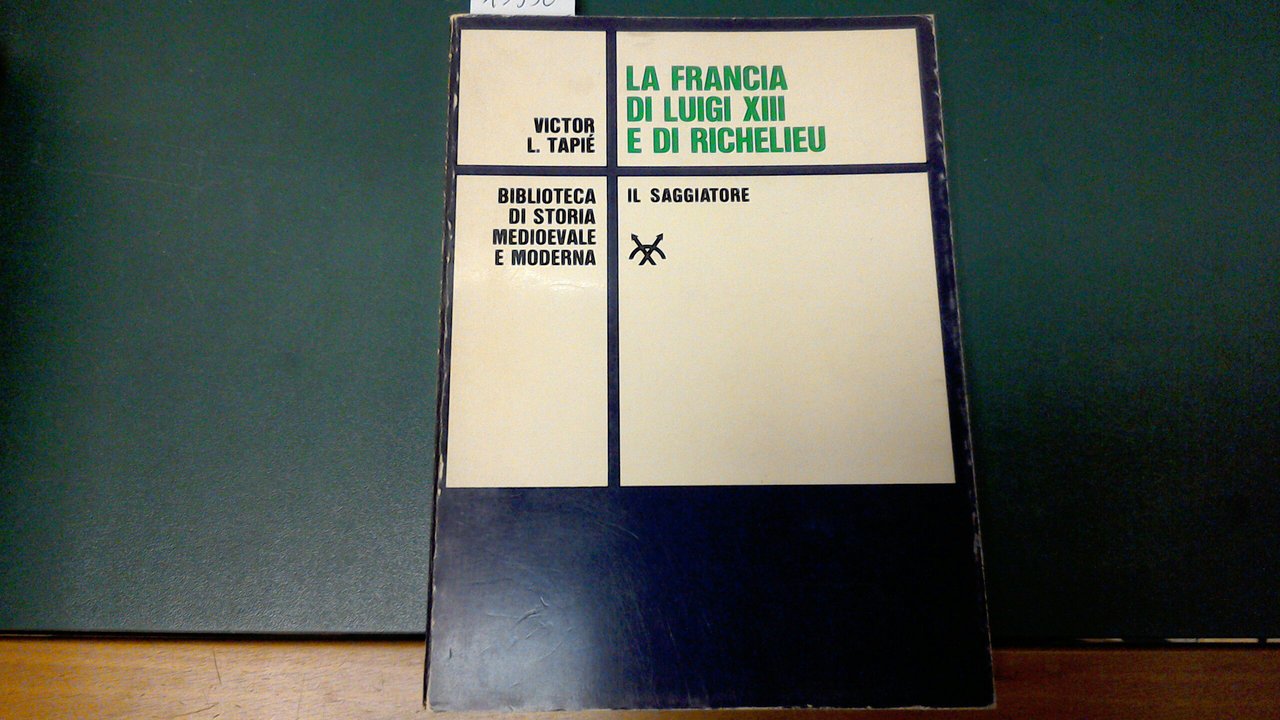 VICTOR
L. TAPIÉ
LA FRANCIA
DI LUIGI XIII
E DI RICHELIEU
BIBLIOTECA
DI STORIA
MEDIOEVALE
E MODERNA
IL SAGGIATORE